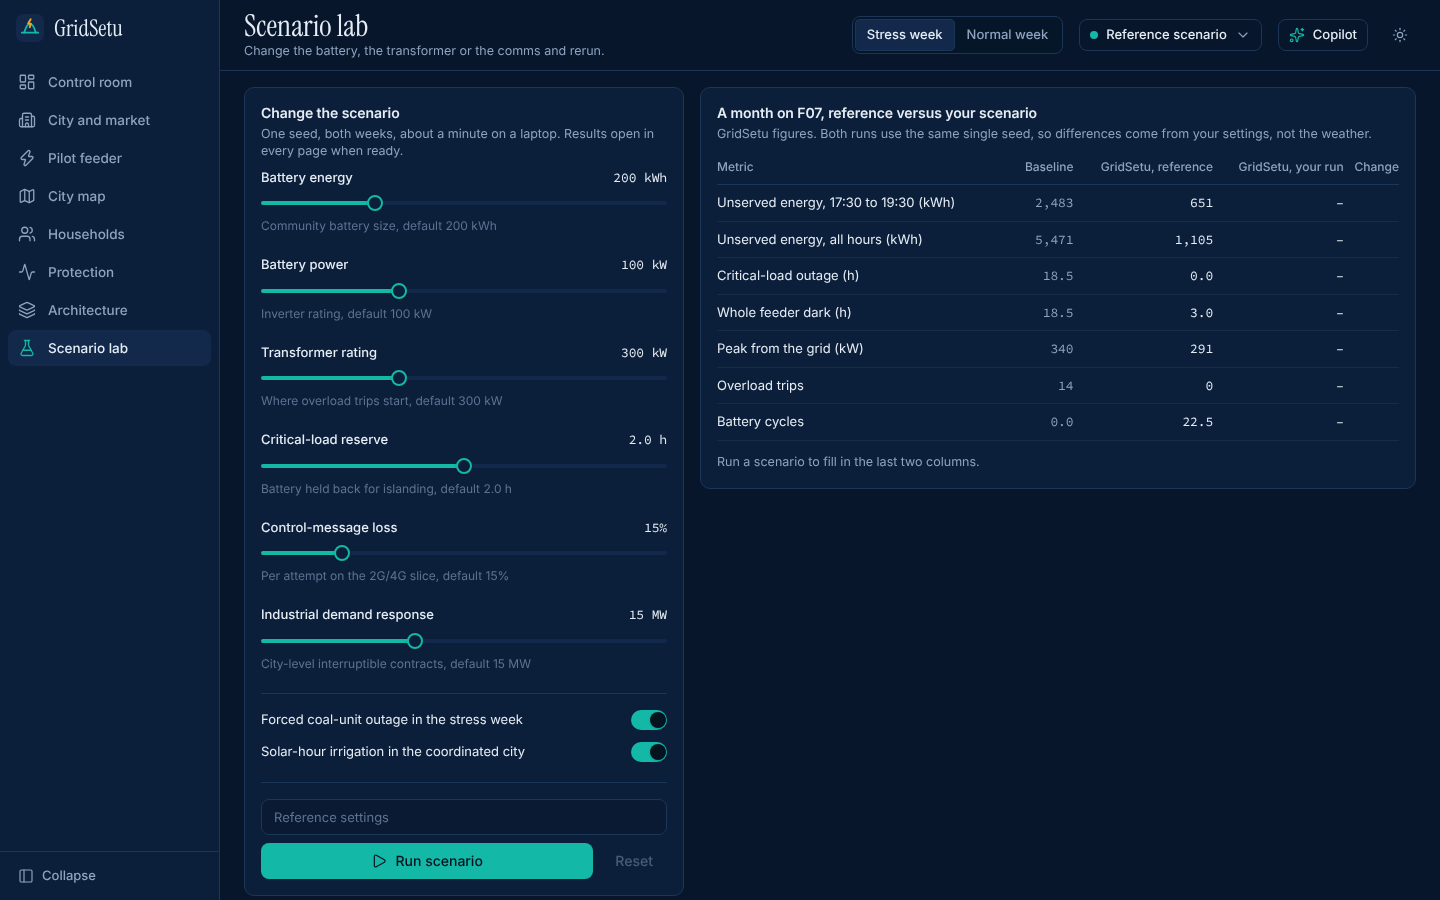 GridSetu
Control room
City and market
Pilot feeder
City map
Households
Protection
Architecture
Scenario lab
Collapse
Scenario lab
Change the battery, the transformer or the comms and rerun.
Stress week
Normal week
Reference scenario
Copilot
Change the scenario
One seed, both weeks, about a minute on a laptop. Results open in
every page when ready.
Battery energy 200 kWh
Community battery size, default 200 kWh
Battery power 100 kW
Inverter rating, default 100 kW
Transformer rating 300 kW
Where overload trips start, default 300 kW
Critical-load reserve 2.0 h
Battery held back for islanding, default 2.0 h
Control-message loss 15%
Per attempt on the 2G/4G slice, default 15%
Industrial demand response 15 MW
City-level interruptible contracts, default 15 MW
Forced coal-unit outage in the stress week
Solar-hour irrigation in the coordinated city
Reference settings
Run scenario
Reset
A month on F07, reference versus your scenario
GridSetu figures. Both runs use the same single seed, so differences come from your settings, not the weather.
Metric Baseline GridSetu, reference GridSetu, your run Change
Unserved energy, 17:30 to 19:30 (kWh) 2,483 651 –
Unserved energy, all hours (kWh) 5,471 1,105 –
Critical-load outage (h) 18.5 0.0 –
Whole feeder dark (h) 18.5 3.0 –
Peak from the grid (kW) 340 291 –
Overload trips 14 0 –
Battery cycles 0.0 22.5 –
Run a scenario to fill in the last two columns.